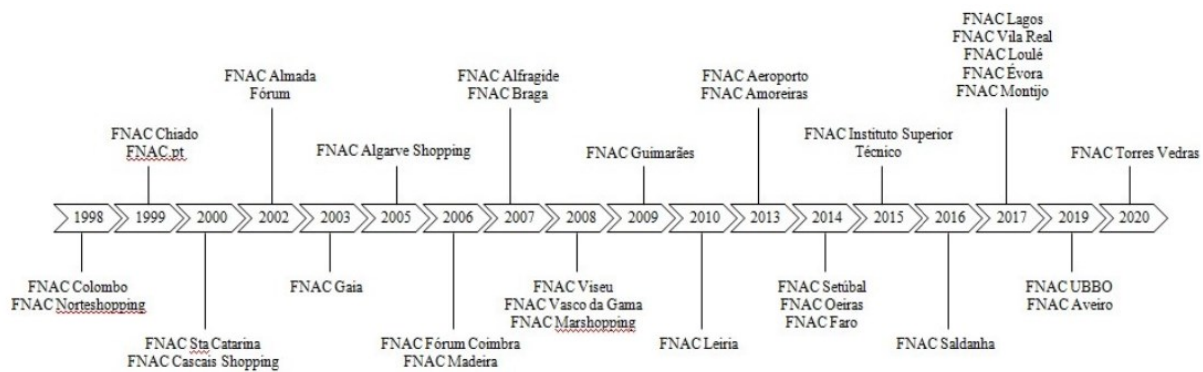 FNAC Lagos
FNAC Vila Real
FNAC Loulé
FNAC Évora
FNAC Montijo
FNAC Almada
Fórum
FNAC Alfragide
FNAC Braga
FNAC Aeroporto
FNAC Amoreiras
FNAC Chiado
FNAC.pt
FNAC Algarve Shopping
FNAC Guimarães
FNAC Instituto Superior
Técnico
FNAC Torres Vedras
1998 1999 2000 2002 2003 2005 2006 2007 2008 2009 2010 2013 2014 2015 2016 2017 2019 2020
FNAC Colombo
FNAC Norteshopping
FNAC Gaia
FNAC Viseu
FNAC Vasco da Gama
FNAC Marshopping
FNAC Setúbal
FNAC Oeiras
FNAC Faro
FNAC UBBO
FNAC Aveiro
FNAC Sta Catarina
FNAC Cascais Shopping
FNAC Fórum Coimbra
FNAC Madeira
FNAC Leiria
FNAC Saldanha